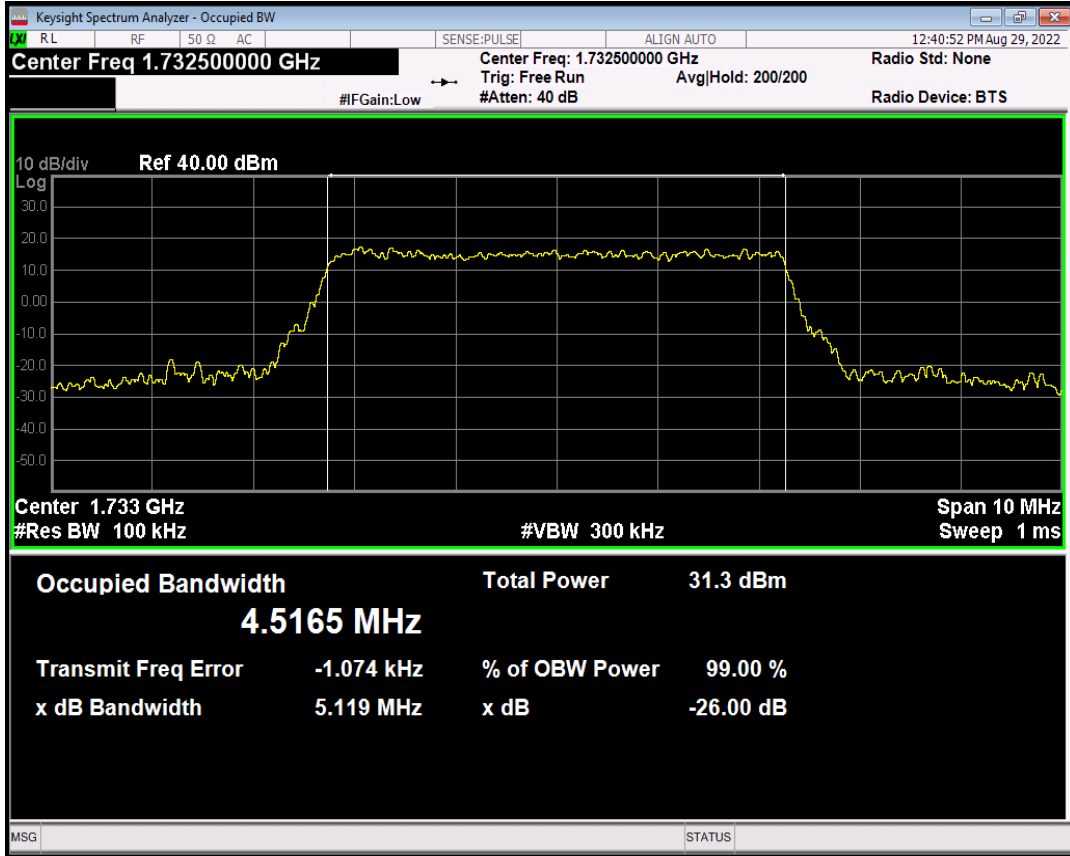 Keysight Spectrum Analyzer - Occupied BW
LXI RL RF 50 Ω AC SENSE:PULSE ALIGN AUTO 12:40:52 PM Aug 29, 2022
Center Freq 1.732500000 GHz
Center Freq: 1.732500000 GHz Radio Std: None
Trig: Free Run Avg|Hold: 200/200
#IFGain:Low #Atten: 40 dB Radio Device: BTS
10 dB/div Ref 40.00 dBm
Log
30.0
20.0
10.0
0.00
-10.0
-20.0
-30.0
-40.0
-50.0
Center 1.733 GHz Span 10 MHz
#Res BW 100 kHz #VBW 300 kHz Sweep 1 ms
Occupied Bandwidth Total Power 31.3 dBm
4.5165 MHz
Transmit Freq Error -1.074 kHz % of OBW Power 99.00 %
x dB Bandwidth 5.119 MHz x dB -26.00 dB
MSG STATUS